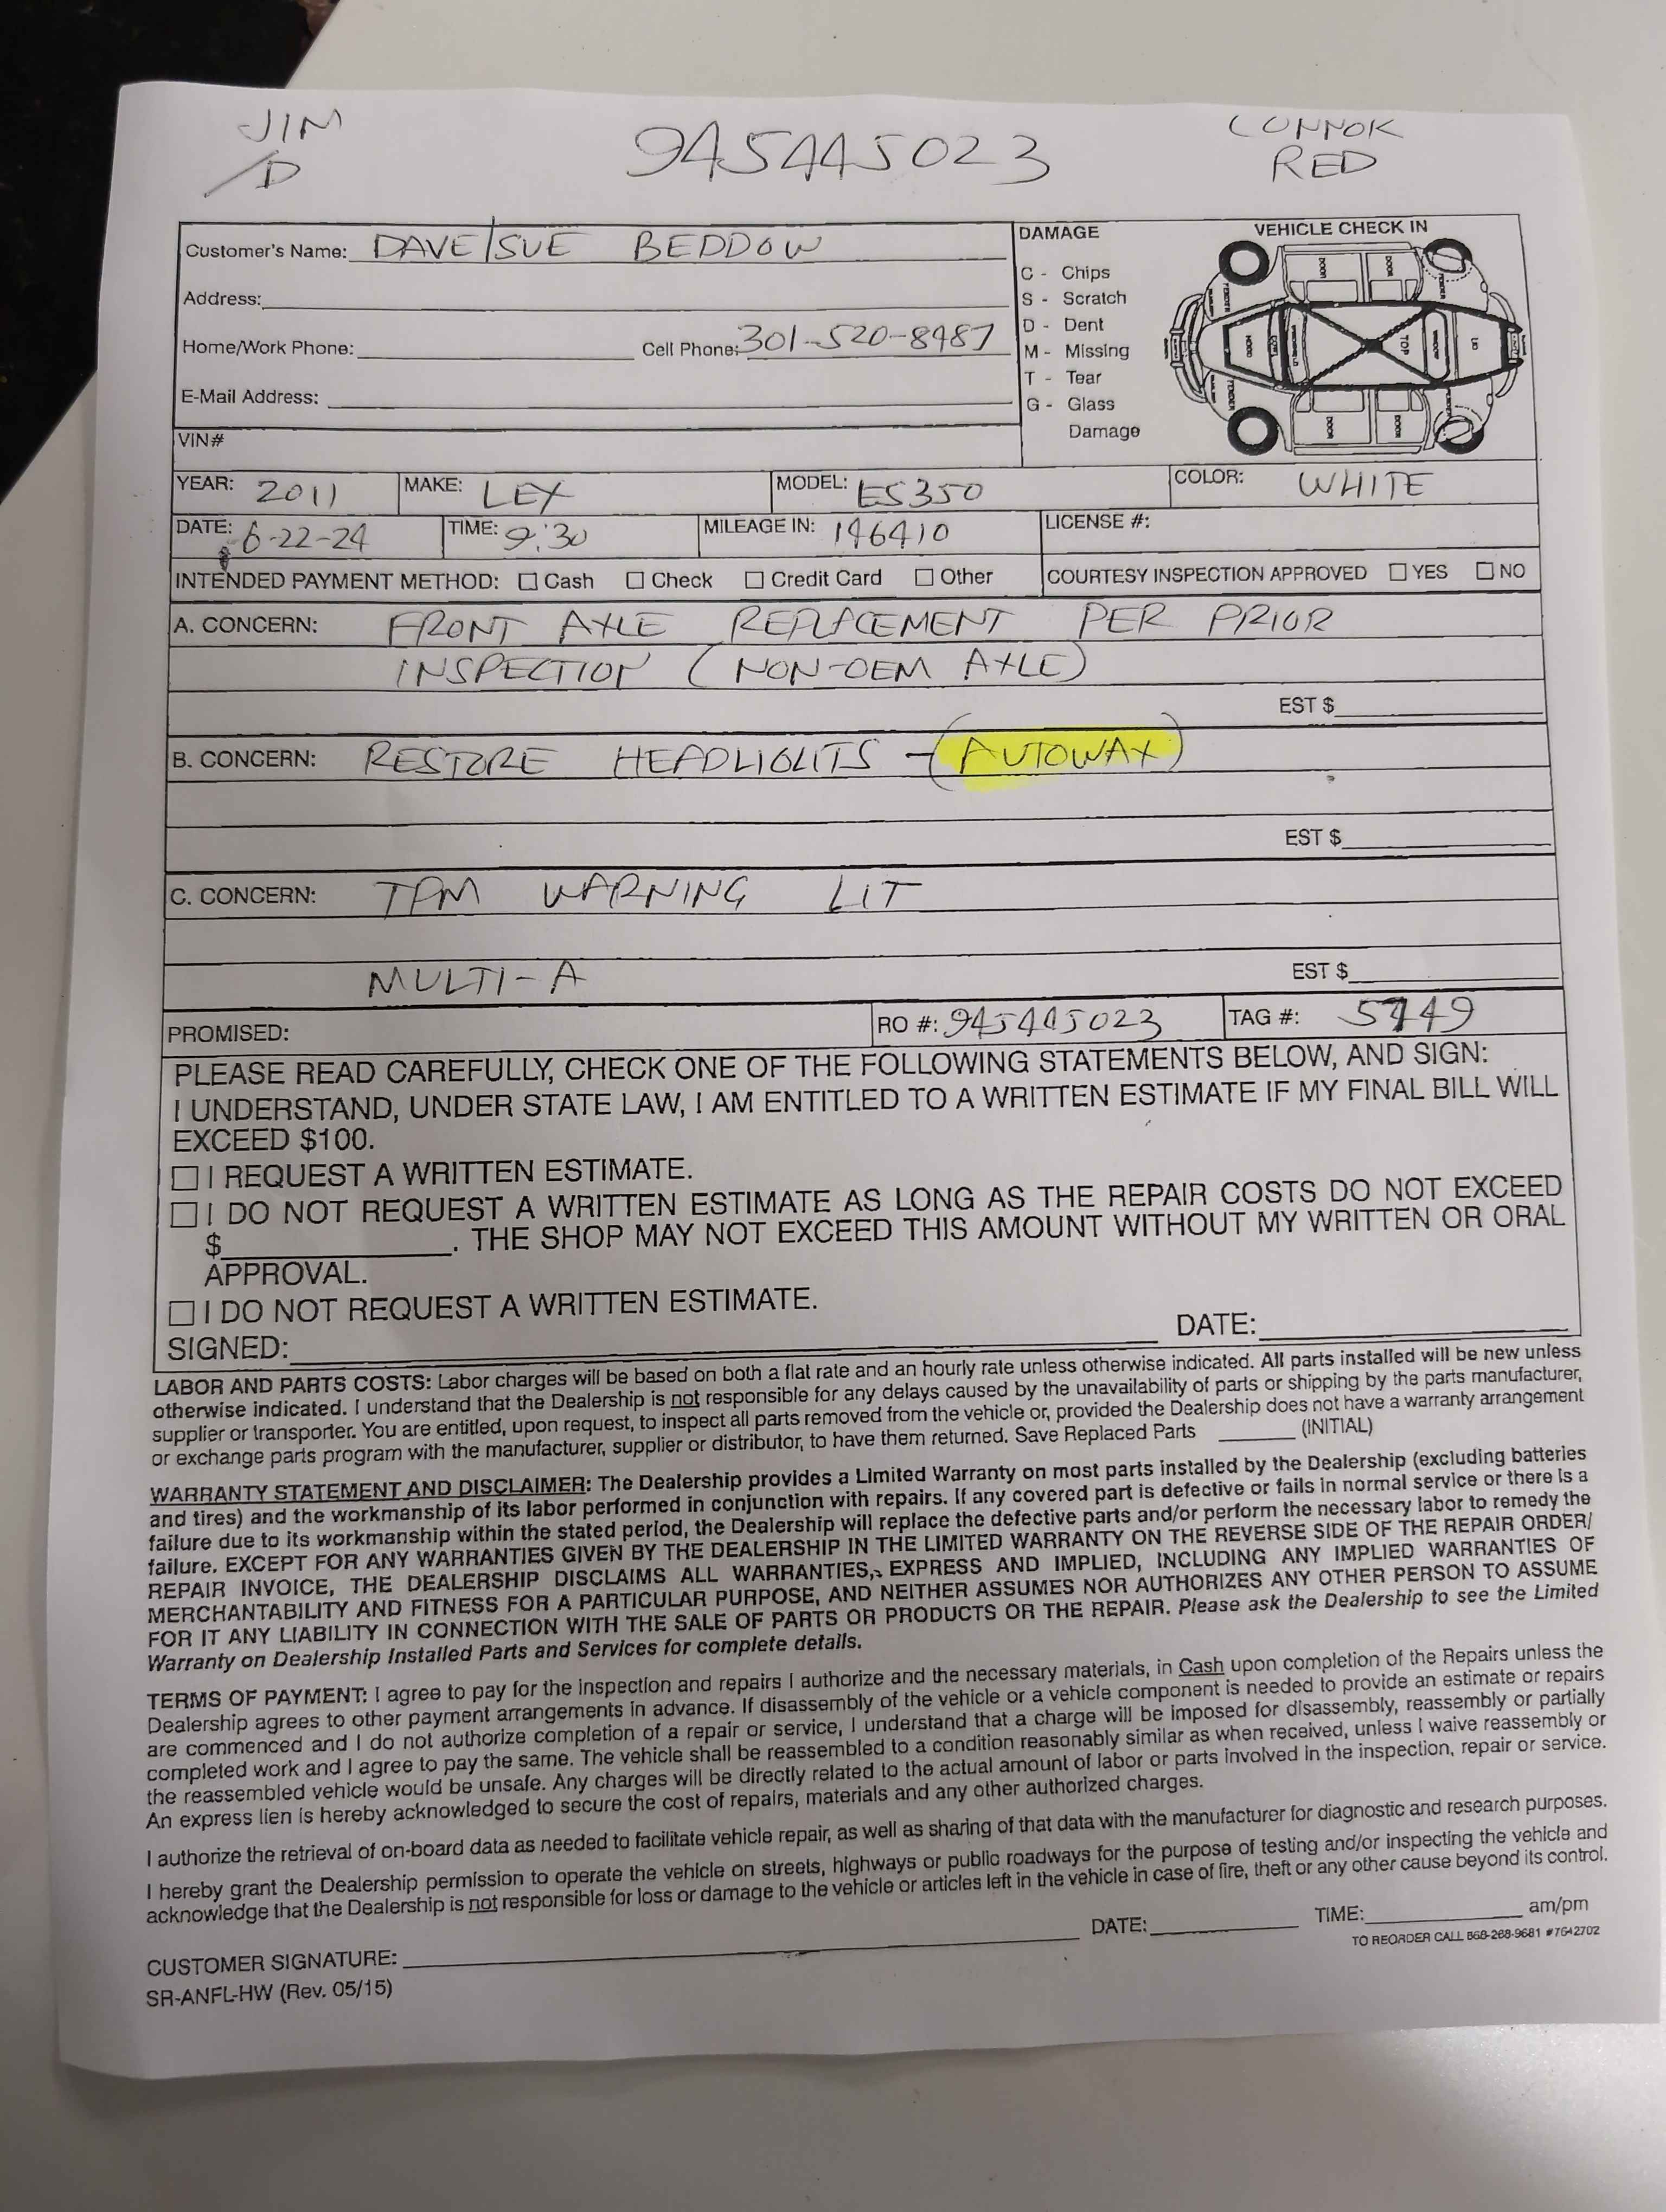 JIM
/D
945445023
CONNOR
RED
Customer's Name: DAVE/SUE BEDDOW
Address:
Home/Work Phone: Cell Phone: 301-520-8487
E-Mail Address:
VIN#
DAMAGE
C - Chips
S - Scratch
D - Dent
M - Missing
T - Tear
G - Glass
Damage
VEHICLE CHECK IN
DOOR DOOR
FENDER FENDER
HOOD TOP LID
FENDER
DOOR DOOR
YEAR: 2011 MAKE: LEX MODEL: ES350 COLOR: WHITE
DATE: 6-22-24 TIME: 9:30 MILEAGE IN: 146410 LICENSE #:
INTENDED PAYMENT METHOD: ☐ Cash ☐ Check ☐ Credit Card ☐ Other COURTESY INSPECTION APPROVED ☐ YES ☐ NO
A. CONCERN: FRONT AXLE REPLACEMENT PER PRIOR
INSPECTION (NON-OEM AXLE)
EST $
B. CONCERN: RESTORE HEADLIGHTS - (AUTOWAX)
EST $
C. CONCERN: TPM WARNING LIT
MULTI-A EST $
PROMISED: RO #: 945445023 TAG #: 5749
PLEASE READ CAREFULLY, CHECK ONE OF THE FOLLOWING STATEMENTS BELOW, AND SIGN:
I UNDERSTAND, UNDER STATE LAW, I AM ENTITLED TO A WRITTEN ESTIMATE IF MY FINAL BILL WILL
EXCEED $100.
☐ I REQUEST A WRITTEN ESTIMATE.
☐ I DO NOT REQUEST A WRITTEN ESTIMATE AS LONG AS THE REPAIR COSTS DO NOT EXCEED
$____________. THE SHOP MAY NOT EXCEED THIS AMOUNT WITHOUT MY WRITTEN OR ORAL
APPROVAL.
☐ I DO NOT REQUEST A WRITTEN ESTIMATE.
SIGNED: DATE:
LABOR AND PARTS COSTS: Labor charges will be based on both a flat rate and an hourly rate unless otherwise indicated. All parts installed will be new unless
otherwise indicated. I understand that the Dealership is not responsible for any delays caused by the unavailability of parts or shipping by the parts manufacturer,
supplier or transporter. You are entitled, upon request, to inspect all parts removed from the vehicle or, provided the Dealership does not have a warranty arrangement
or exchange parts program with the manufacturer, supplier or distributor, to have them returned. Save Replaced Parts ______ (INITIAL)
WARRANTY STATEMENT AND DISCLAIMER: The Dealership provides a Limited Warranty on most parts installed by the Dealership (excluding batteries
and tires) and the workmanship of its labor performed in conjunction with repairs. If any covered part is defective or fails in normal service or there is a
failure due to its workmanship within the stated period, the Dealership will replace the defective parts and/or perform the necessary labor to remedy the
failure. EXCEPT FOR ANY WARRANTIES GIVEN BY THE DEALERSHIP IN THE LIMITED WARRANTY ON THE REVERSE SIDE OF THE REPAIR ORDER/
REPAIR INVOICE, THE DEALERSHIP DISCLAIMS ALL WARRANTIES, EXPRESS AND IMPLIED, INCLUDING ANY IMPLIED WARRANTIES OF
MERCHANTABILITY AND FITNESS FOR A PARTICULAR PURPOSE, AND NEITHER ASSUMES NOR AUTHORIZES ANY OTHER PERSON TO ASSUME
FOR IT ANY LIABILITY IN CONNECTION WITH THE SALE OF PARTS OR PRODUCTS OR THE REPAIR. Please ask the Dealership to see the Limited
Warranty on Dealership Installed Parts and Services for complete details.
TERMS OF PAYMENT: I agree to pay for the inspection and repairs I authorize and the necessary materials, in Cash upon completion of the Repairs unless the
Dealership agrees to other payment arrangements in advance. If disassembly of the vehicle or a vehicle component is needed to provide an estimate or repairs
are commenced and I do not authorize completion of a repair or service, I understand that a charge will be imposed for disassembly, reassembly or partially
completed work and I agree to pay the same. The vehicle shall be reassembled to a condition reasonably similar as when received, unless I waive reassembly or
the reassembled vehicle would be unsafe. Any charges will be directly related to the actual amount of labor or parts involved in the inspection, repair or service.
An express lien is hereby acknowledged to secure the cost of repairs, materials and any other authorized charges.
I authorize the retrieval of on-board data as needed to facilitate vehicle repair, as well as sharing of that data with the manufacturer for diagnostic and research purposes.
I hereby grant the Dealership permission to operate the vehicle on streets, highways or public roadways for the purpose of testing and/or inspecting the vehicle and
acknowledge that the Dealership is not responsible for loss or damage to the vehicle or articles left in the vehicle in case of fire, theft or any other cause beyond its control.
CUSTOMER SIGNATURE: DATE: TIME: am/pm
TO REORDER CALL 868-268-9681 #7642702
SR-ANFL-HW (Rev. 05/15)